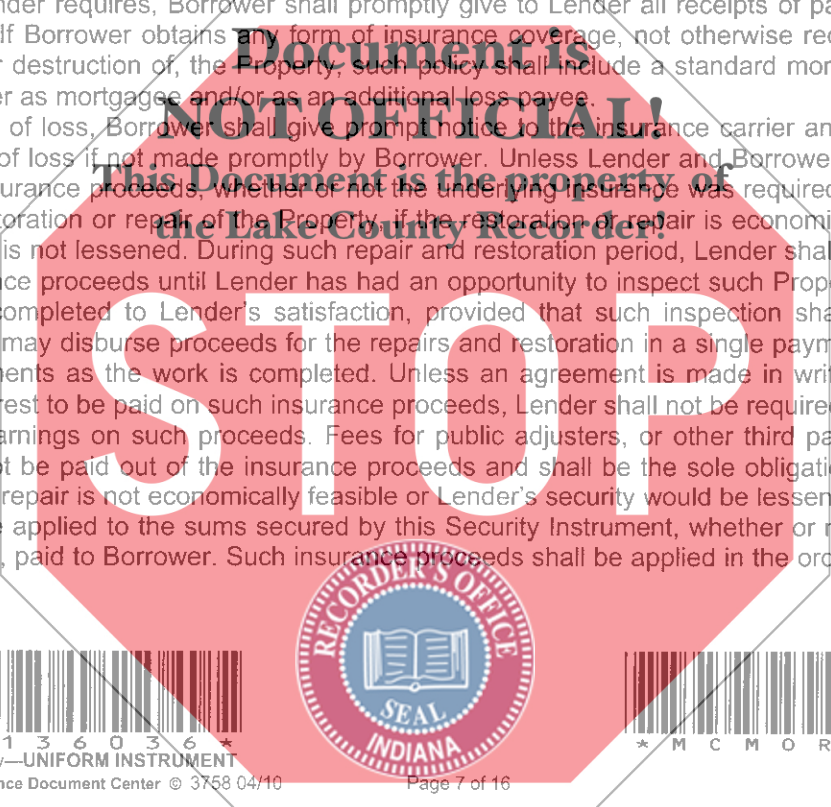 nder requires, Borrower shall promptly give to Lender all receipts of pa
If Borrower obtains any form of insurance coverage, not otherwise rec
Document is
r destruction of, the Property, such policy shall include a standard mor
er as mortgagee and/or as an additional loss payee.
NOT OFFICIAL!
of loss, Borrower shall give prompt notice to the insurance carrier an
of loss if not made promptly by Borrower. Unless Lender and Borrowe
This Document is the property of
surance proceeds, whether or not the underlying insurance was required
toration or repair of the Property, if the restoration or repair is economi
the Lake County Recorder!
is not lessened. During such repair and restoration period, Lender shal
nce proceeds until Lender has had an opportunity to inspect such Prope
completed to Lender's satisfaction, provided that such inspection sha
may disburse proceeds for the repairs and restoration in a single paym
ents as the work is completed. Unless an agreement is made in writ
rest to be paid on such insurance proceeds, Lender shall not be required
arnings on such proceeds. Fees for public adjusters, or other third pa
t be paid out of the insurance proceeds and shall be the sole obligati
repair is not economically feasible or Lender's security would be lessen
e applied to the sums secured by this Security Instrument, whether or n
, paid to Borrower. Such insurance proceeds shall be applied in the ord
STOP
RECORDER'S OFFICE
SEAL
INDIANA
1 3 6 0 3 6 *
* M C M O R
y—UNIFORM INSTRUMENT
nce Document Center © 3758 04/10
Page 7 of 16